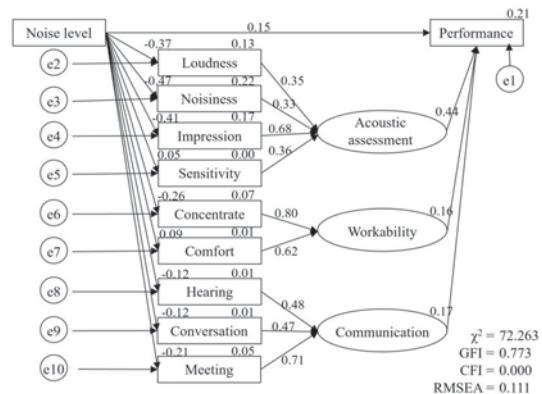 0.21
Noise level 0.15 Performance
-0.37 0.13
e2 Loudness 0.35
e1
-0.47 0.22
e3 Noisiness 0.33
-0.41 0.17
e4 Impression 0.68
Acoustic
assessment
0.44
0.05 0.00
e5 Sensitivity 0.36
-0.26 0.07
e6 Concentrate 0.80
0.16
0.09 0.01
e7 Comfort 0.62
Workability
-0.12 0.01
e8 Hearing 0.48
-0.12 0.01
e9 Conversation 0.47
Communication
0.17
-0.21 0.05
e10 Meeting 0.71
χ² = 72.263
GFI = 0.773
CFI = 0.000
RMSEA = 0.111